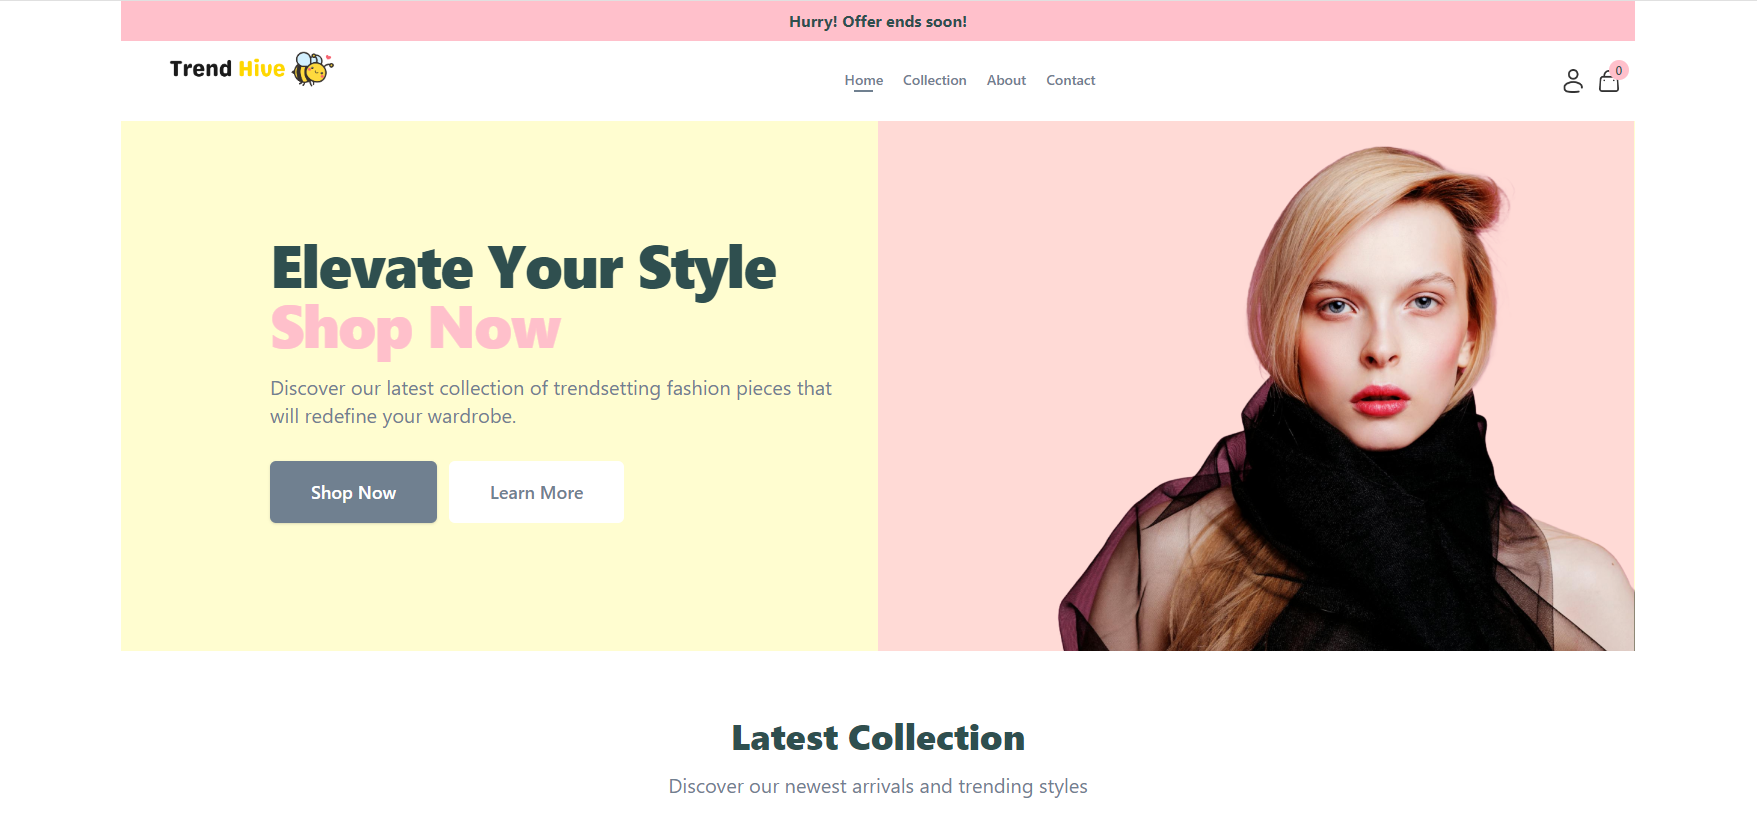 Hurry! Offer ends soon!
Trend Hive
Home Collection About Contact
0
Elevate Your Style
Shop Now
Discover our latest collection of trendsetting fashion pieces that
will redefine your wardrobe.
Shop Now Learn More
Latest Collection
Discover our newest arrivals and trending styles